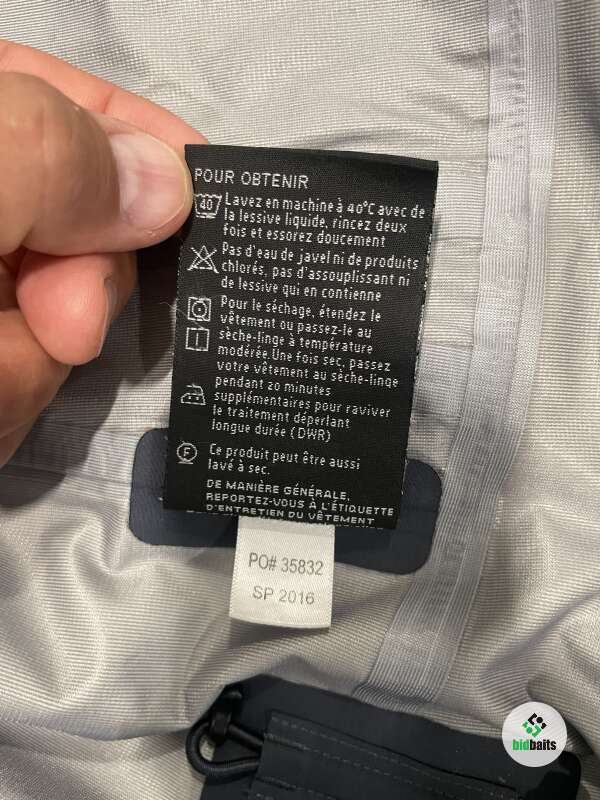 POUR OBTENIR
40 Lavez en machine à 40°C avec de
la lessive liquide, rincez deux
fois et essorez doucement
Pas d'eau de javel ni de produits
chlorés, pas d'assouplissant ni
de lessive qui en contienne
Pour le séchage, étendez le
vêtement ou passez-le au
sèche-linge à température
modérée. Une fois sec, passez
votre vêtement au sèche-linge
pendant 20 minutes
supplémentaires pour raviver
le traitement déperlant
longue durée (DWR)
F Ce produit peut être aussi
lavé à sec.
DE MANIÈRE GÉNÉRALE,
REPORTEZ-VOUS À L'ÉTIQUETTE
D'ENTRETIEN DU VÊTEMENT
PO# 35832
SP 2016
bidbaits